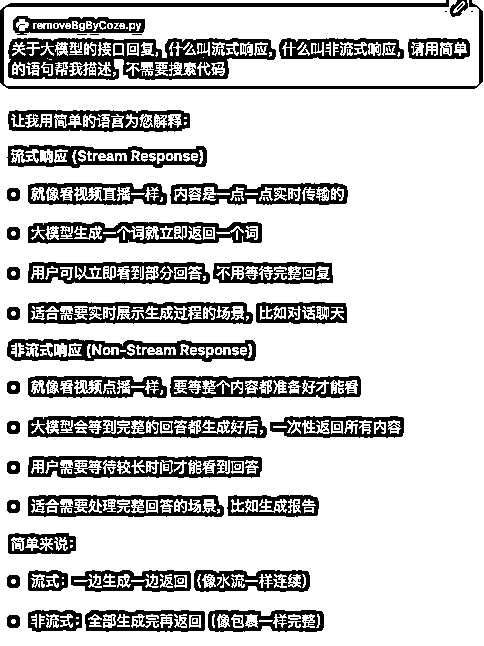 removeBgByCoze.py
关于大模型的接口回复，什么叫流式响应，什么叫非流式响应，请用简单
的语句帮我描述，不需要搜索代码
让我用简单的语言为您解释：
流式响应 (Stream Response)
就像看视频直播一样，内容是一点一点实时传输的
大模型生成一个词就立即返回一个词
用户可以立即看到部分回答，不用等待完整回复
适合需要实时展示生成过程的场景，比如对话聊天
非流式响应 (Non-Stream Response)
就像看视频点播一样，要等整个内容都准备好才能看
大模型会等到完整的回答都生成好后，一次性返回所有内容
用户需要等待较长时间才能看到回答
适合需要处理完整回答的场景，比如生成报告
简单来说：
流式：一边生成一边返回（像水流一样连续）
非流式：全部生成完再返回（像包裹一样完整）